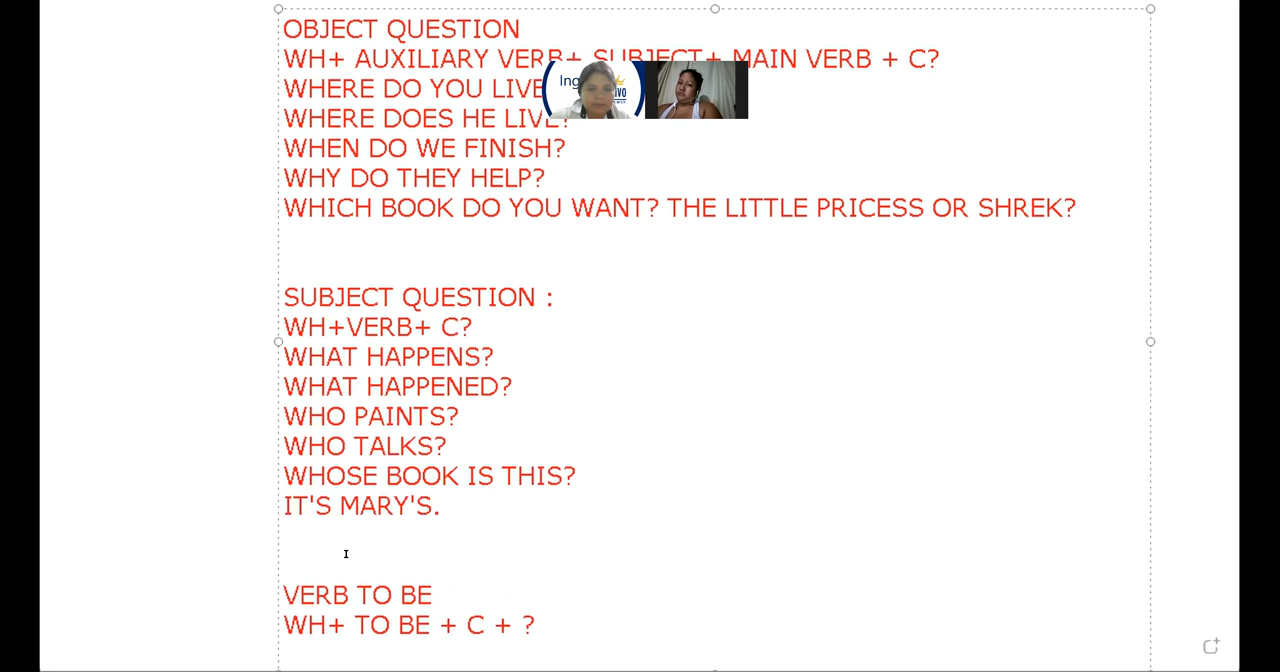 OBJECT QUESTION
WH+ AUXILIARY VERB+ SUBJECT+ MAIN VERB + C?
WHERE DO YOU LIVE
WHERE DOES HE LIVE?
WHEN DO WE FINISH?
WHY DO THEY HELP?
WHICH BOOK DO YOU WANT? THE LITTLE PRICESS OR SHREK?
SUBJECT QUESTION :
WH+VERB+ C?
WHAT HAPPENS?
WHAT HAPPENED?
WHO PAINTS?
WHO TALKS?
WHOSE BOOK IS THIS?
IT'S MARY'S.
VERB TO BE
WH+ TO BE + C + ?